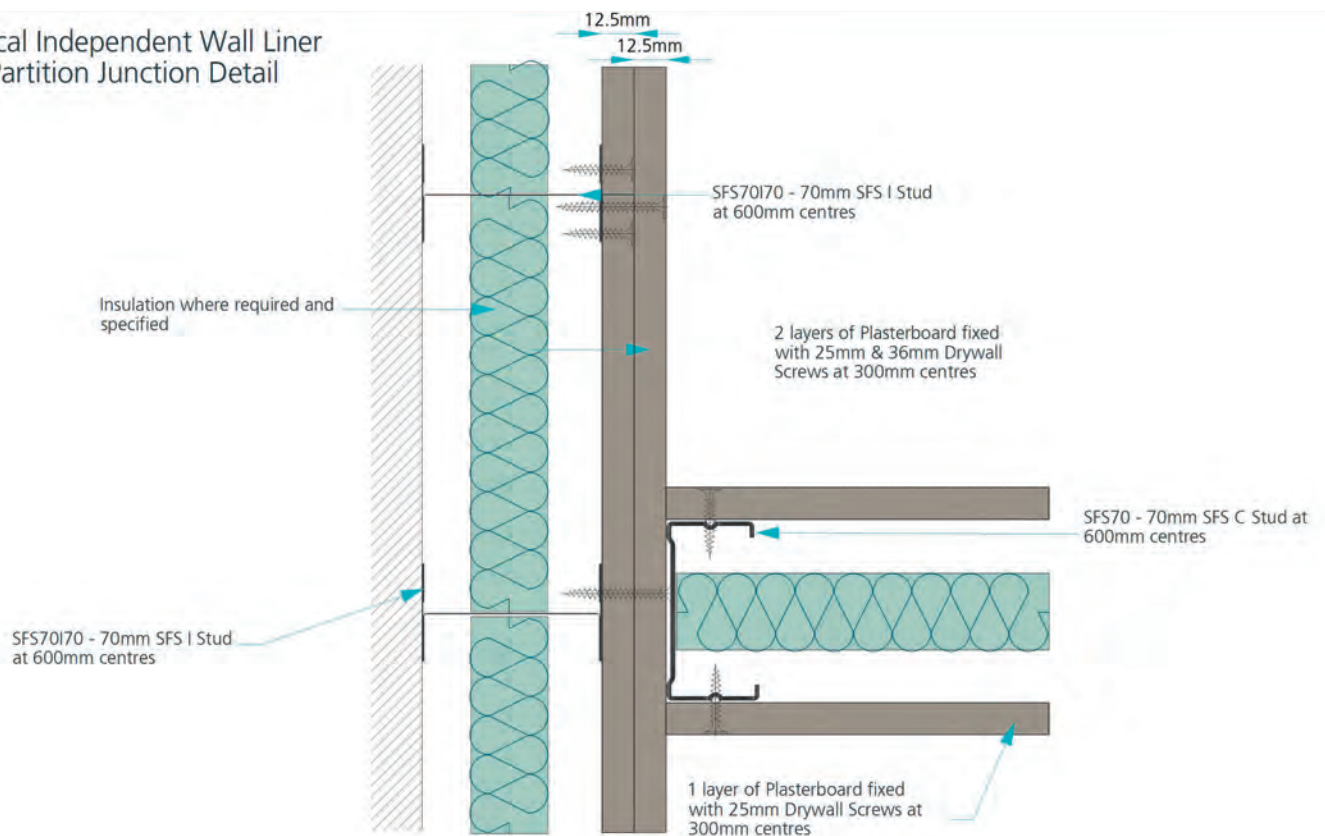 cal Independent Wall Liner
Partition Junction Detail
12.5mm
12.5mm
SFS70I70 - 70mm SFS I Stud
at 600mm centres
Insulation where required and
specified
2 layers of Plasterboard fixed
with 25mm & 36mm Drywall
Screws at 300mm centres
SFS70 - 70mm SFS C Stud at
600mm centres
SFS70I70 - 70mm SFS I Stud
at 600mm centres
1 layer of Plasterboard fixed
with 25mm Drywall Screws at
300mm centres